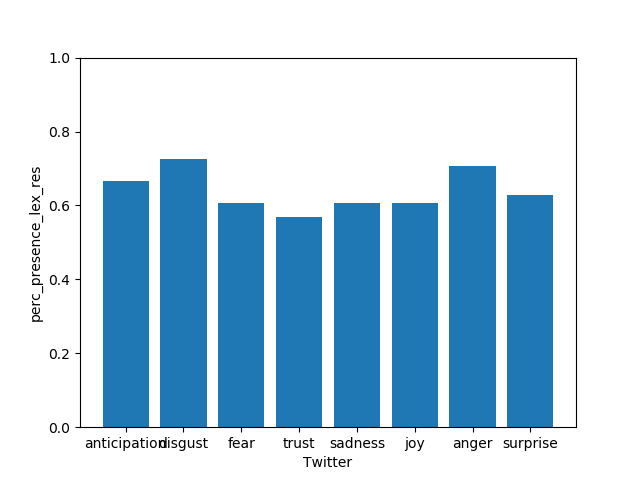 perc_presence_lex_res
1.0
0.8
0.6
0.4
0.2
0.0
anticipation disgust fear trust sadness joy anger surprise
Twitter